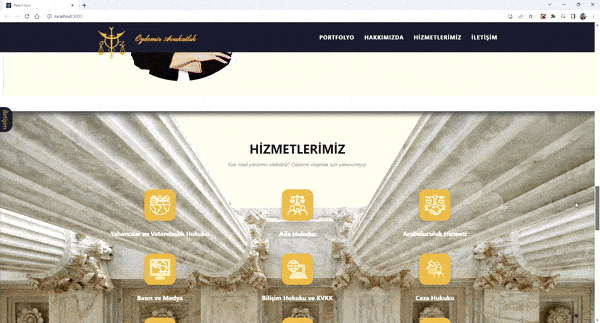 React App
localhost:3000
Özdemir Avukatlık
PORTFOLYO HAKKIMIZDA HİZMETLERİMİZ İLETİŞİM
İletişim
HİZMETLERİMİZ
Size nasıl yardımcı olabiliriz? Çözüme ulaşmak için yanınızdayız.
Yabancılar ve Vatandaşlık Hukuku
Aile Hukuku
Arabuluculuk Hizmeti
Basın ve Medya
Bilişim Hukuku ve KVKK
Ceza Hukuku